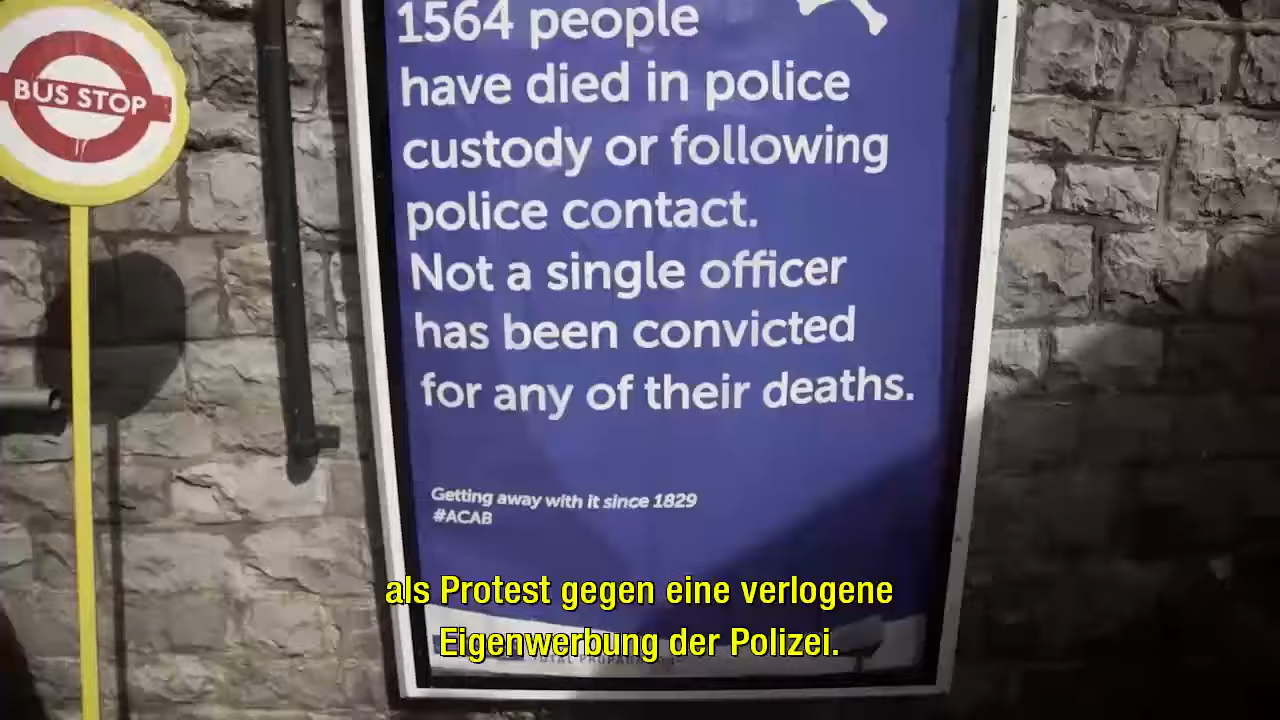 BUS STOP
1564 people
have died in police
custody or following
police contact.
Not a single officer
has been convicted
for any of their deaths.
Getting away with it since 1829
#ACAB
als Protest gegen eine verlogene
Eigenwerbung der Polizei.